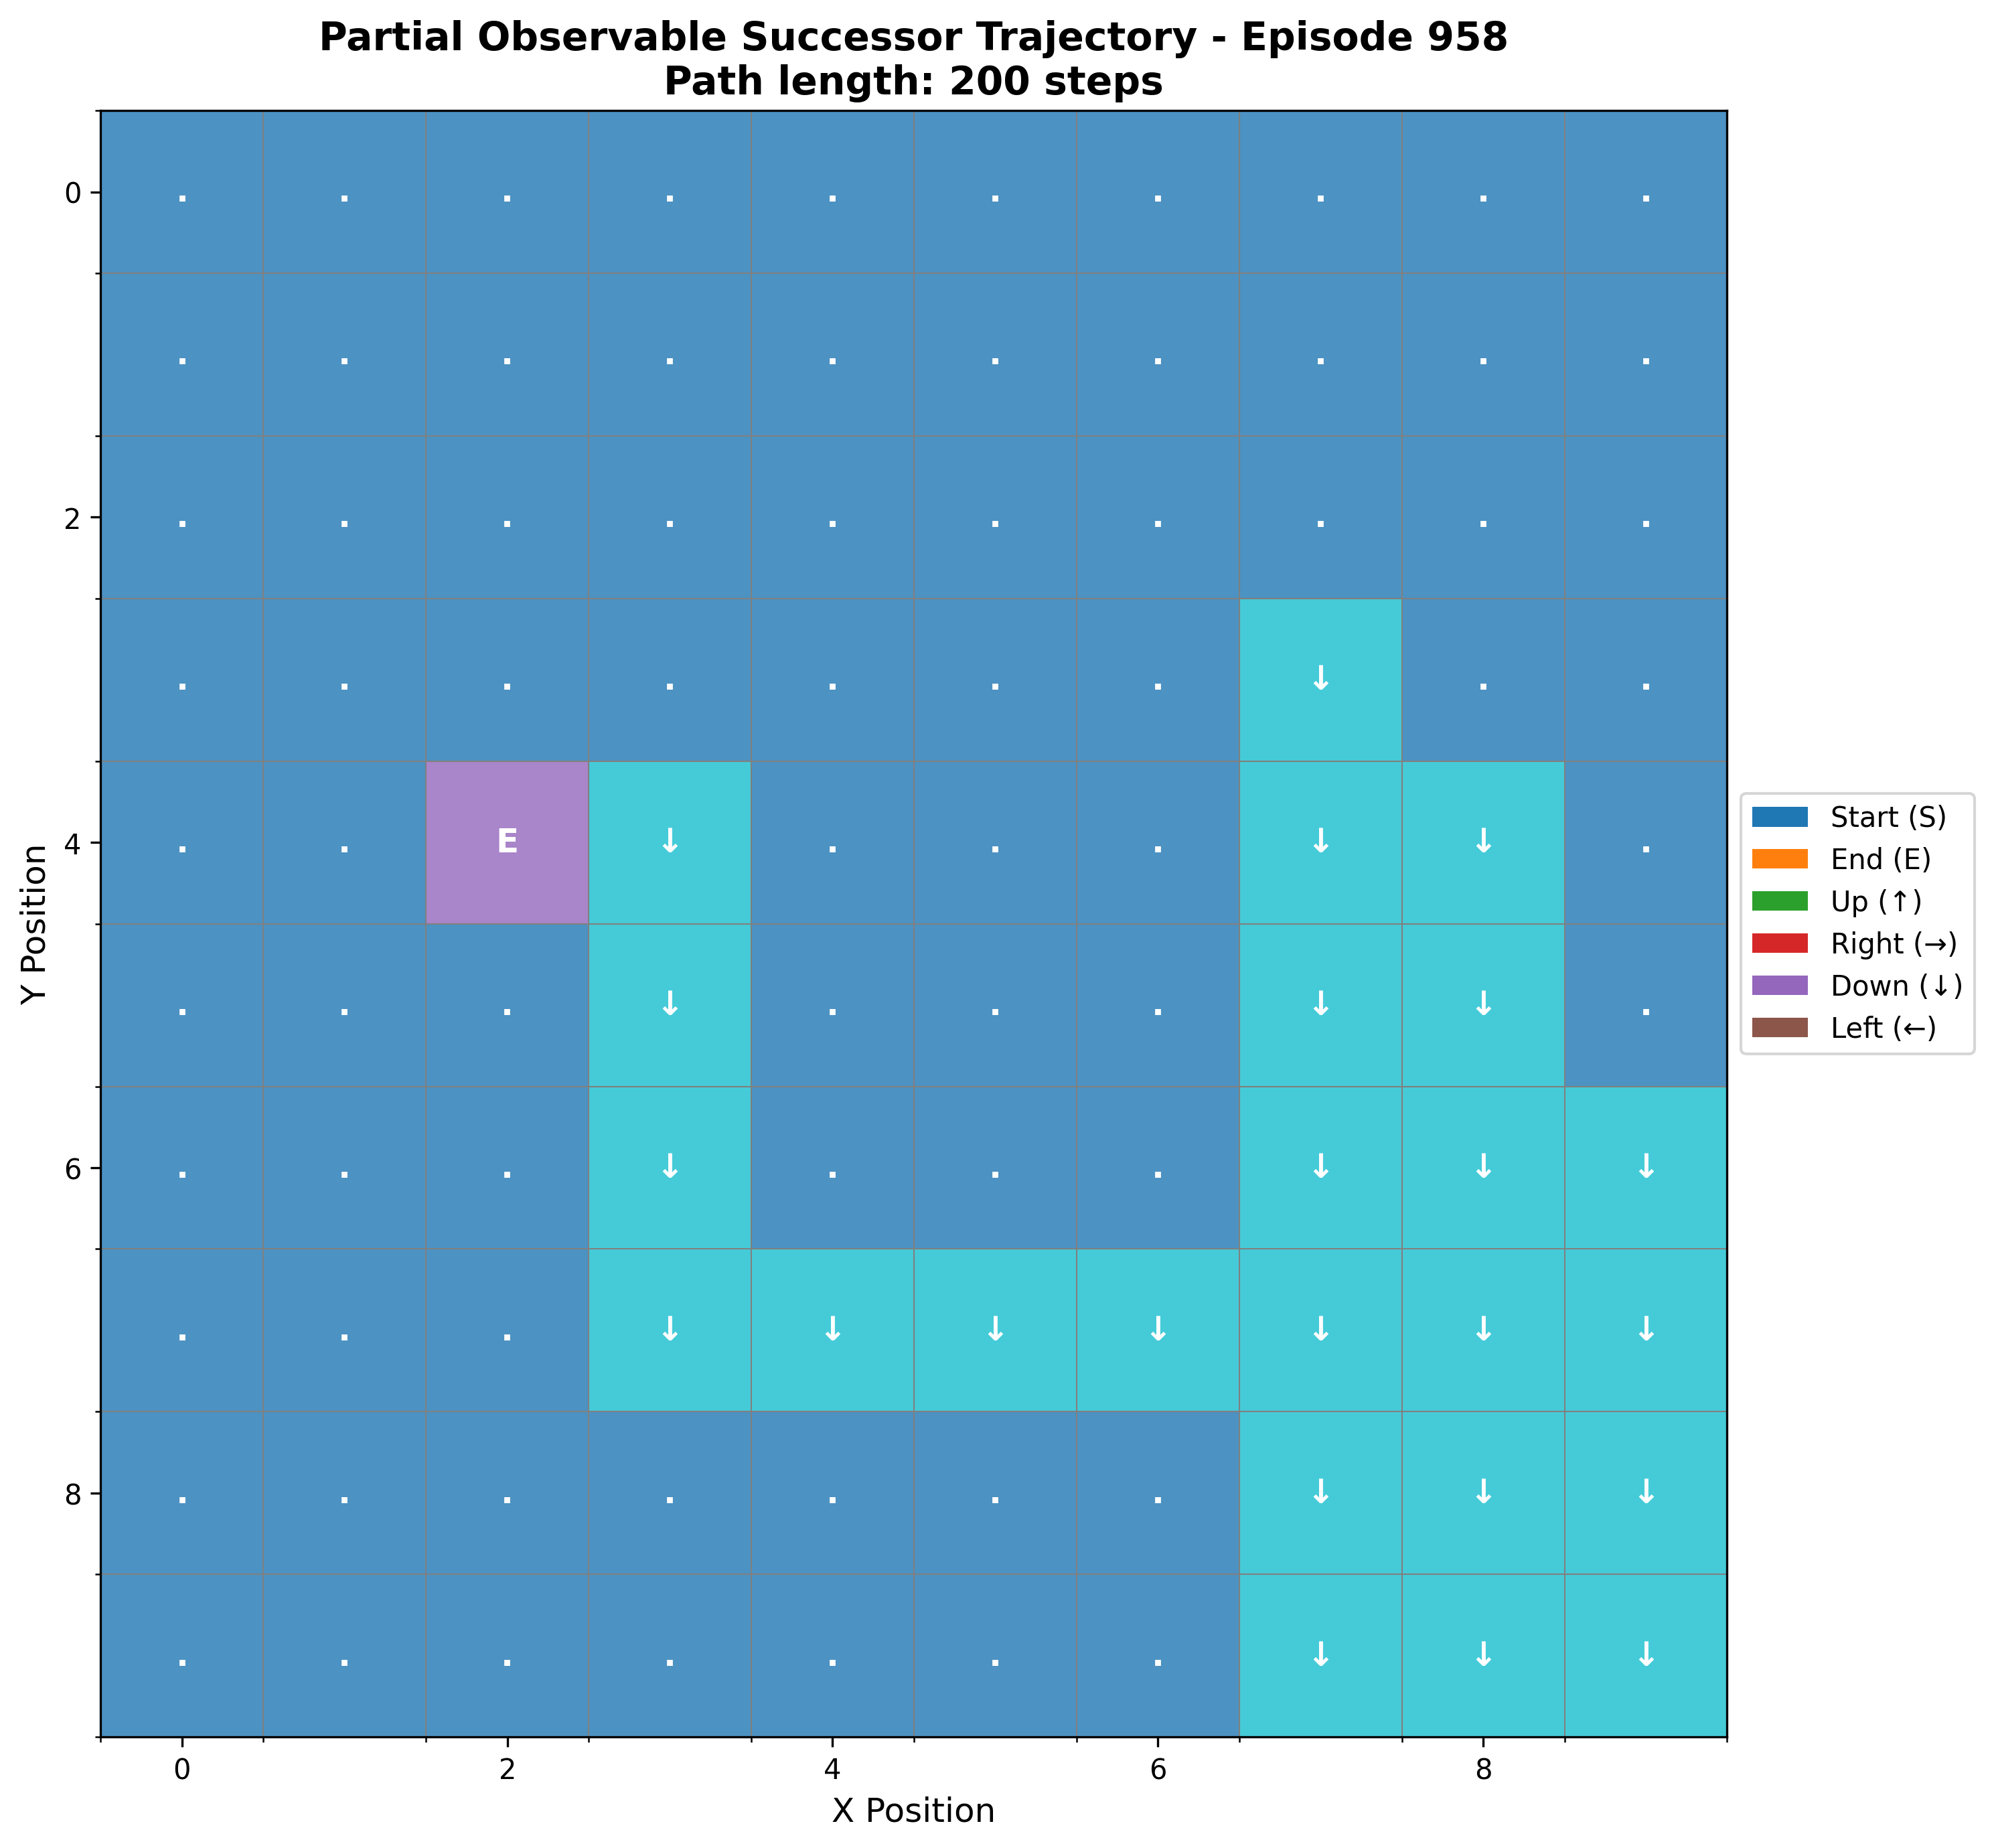 Partial Observable Successor Trajectory - Episode 958
Path length: 200 steps
0 . . . . . . . . . .
. . . . . . . . . .
2 . . . . . . . . . .
. . . . . . . ↓ . .
4 . . E ↓ . . . ↓ ↓ .
. . . ↓ . . . ↓ ↓ .
6 . . . ↓ . . . ↓ ↓ ↓
. . . ↓ ↓ ↓ ↓ ↓ ↓ ↓
8 . . . . . . . ↓ ↓ ↓
. . . . . . . ↓ ↓ ↓
0 2 4 6 8
X Position
Y Position
Start (S)
End (E)
Up (↑)
Right (→)
Down (↓)
Left (←)